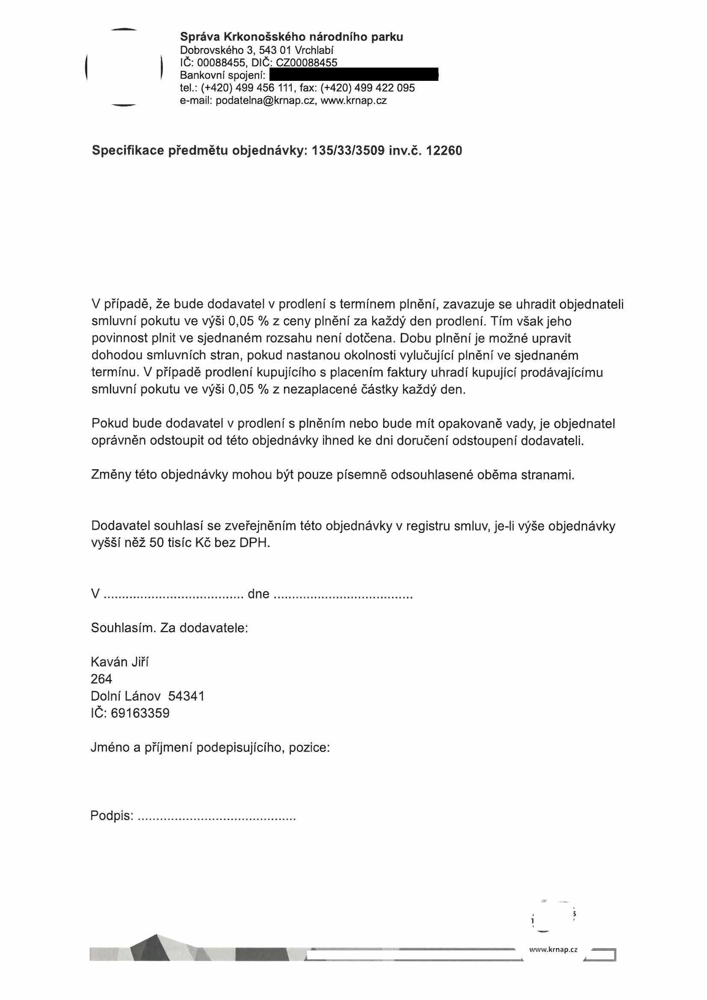 Správa Krkonošského národního parku
Dobrovského 3, 543 01 Vrchlabí
IČ: 00088455, DIČ: CZ00088455
Bankovní spojení:
tel.: (+420) 499 456 111, fax: (+420) 499 422 095
e-mail: podatelna@krnap.cz, www.krnap.cz
Specifikace předmětu objednávky: 135/33/3509 inv.č. 12260
V případě, že bude dodavatel v prodlení s termínem plnění, zavazuje se uhradit objednateli
smluvní pokutu ve výši 0,05 % z ceny plnění za každý den prodlení. Tím však jeho
povinnost plnit ve sjednaném rozsahu není dotčena. Dobu plnění je možné upravit
dohodou smluvních stran, pokud nastanou okolnosti vylučující plnění ve sjednaném
termínu. V případě prodlení kupujícího s placením faktury uhradí kupující prodávajícímu
smluvní pokutu ve výši 0,05 % z nezaplacené částky každý den.
Pokud bude dodavatel v prodlení s plněním nebo bude mít opakovaně vady, je objednatel
oprávněn odstoupit od této objednávky ihned ke dni doručení odstoupení dodavateli.
Změny této objednávky mohou být pouze písemně odsouhlasené oběma stranami.
Dodavatel souhlasí se zveřejněním této objednávky v registru smluv, je-li výše objednávky
vyšší něž 50 tisíc Kč bez DPH.
V ...................................... dne ......................................
Souhlasím. Za dodavatele:
Kaván Jiří
264
Dolní Lánov  54341
IČ: 69163359
Jméno a příjmení podepisujícího, pozice:
Podpis: ...........................................
www.krnap.cz